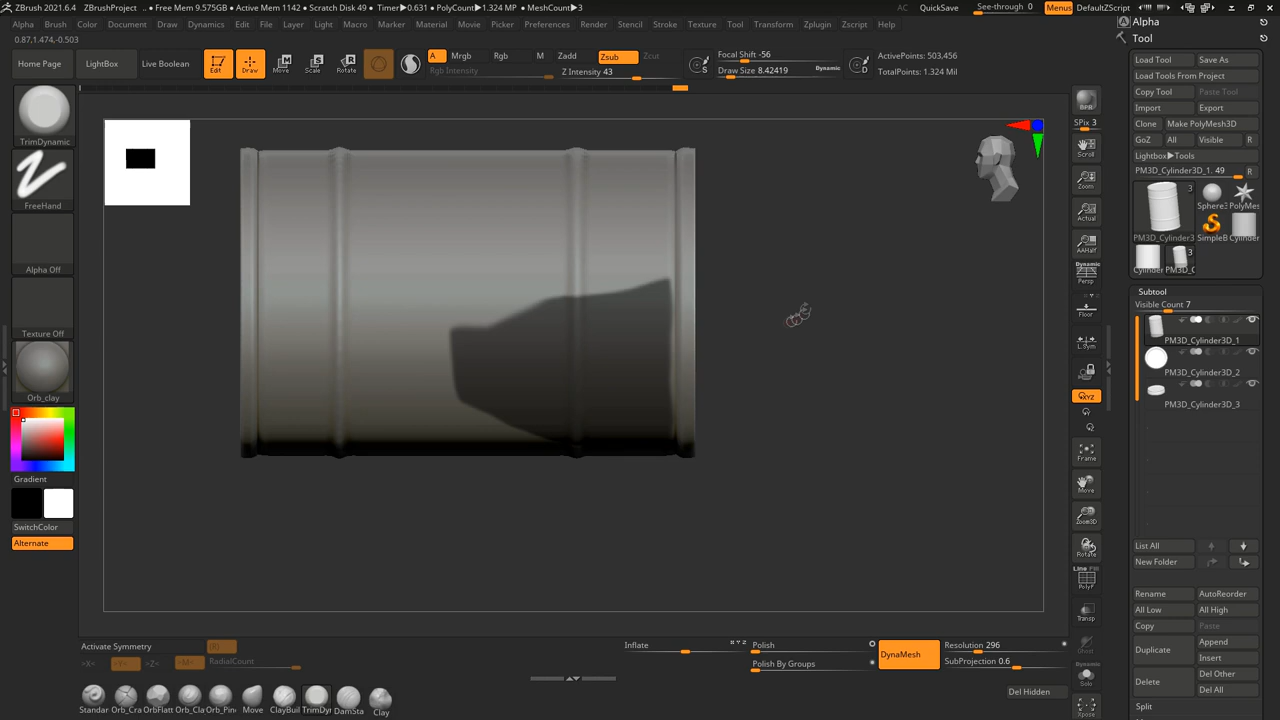 ZBrush 2021.6.4 ZBrushProject .. ● Free Mem 9.575GB ● Active Mem 1142 ● Scratch Disk 49 ● Timer▶0.631 ● PolyCount▶1.324 MP ● MeshCount▶3 AC QuickSave See-through 0 Menus DefaultZScript
Alpha Brush Color Document Draw Dynamics Edit File Layer Light Macro Marker Material Movie Picker Preferences Render Stencil Stroke Texture Tool Transform Zplugin Zscript Help
Alpha
0.87,1.474,-0.503
Tool
Home Page LightBox Live Boolean Edit Draw Move Scale Rotate A Mrgb Rgb M Zadd Zsub Zcut
Rgb Intensity Z Intensity 43
S Focal Shift -56
Draw Size 8.42419 Dynamic
D ActivePoints: 503,456
TotalPoints: 1.324 Mil
Load Tool Save As
Load Tools From Project
Copy Tool Paste Tool
Import Export
Clone Make PolyMesh3D
GoZ All Visible R
Lightbox▶Tools
PM3D_Cylinder3D_1. 49 R
3
Sphere3 PolyMes
PM3D_Cylinder3 SimpleB Cylinder
3
Cylinder PM3D_C
Subtool
Visible Count 7
PM3D_Cylinder3D_1
PM3D_Cylinder3D_2
PM3D_Cylinder3D_3
List All
New Folder
Rename AutoReorder
All Low All High
Copy Paste
Duplicate Append
Insert
Delete Del Other
Del All
Split
BPR
SPix 3
Scroll
Zoom
Actual
AAHalf
Dynamic
Persp
Floor
L.Sym
XYZ
Frame
Move
Zoom3D
Rotate
Line Fill
PolyF
Transp
Ghost
Dynamic
Solo
Xpose
TrimDynamic
FreeHand
Alpha Off
Texture Off
Orb_clay
Gradient
SwitchColor
Alternate
Activate Symmetry (R)
>X< >Y< >Z< >M< RadialCount
Inflate
Polish
Polish By Groups
DynaMesh
Resolution 296
SubProjection 0.6
Del Hidden
Standar Orb_Cra OrbFlatt Orb_Cla Orb_Pin Move ClayBuil TrimDyn DamSta Clay